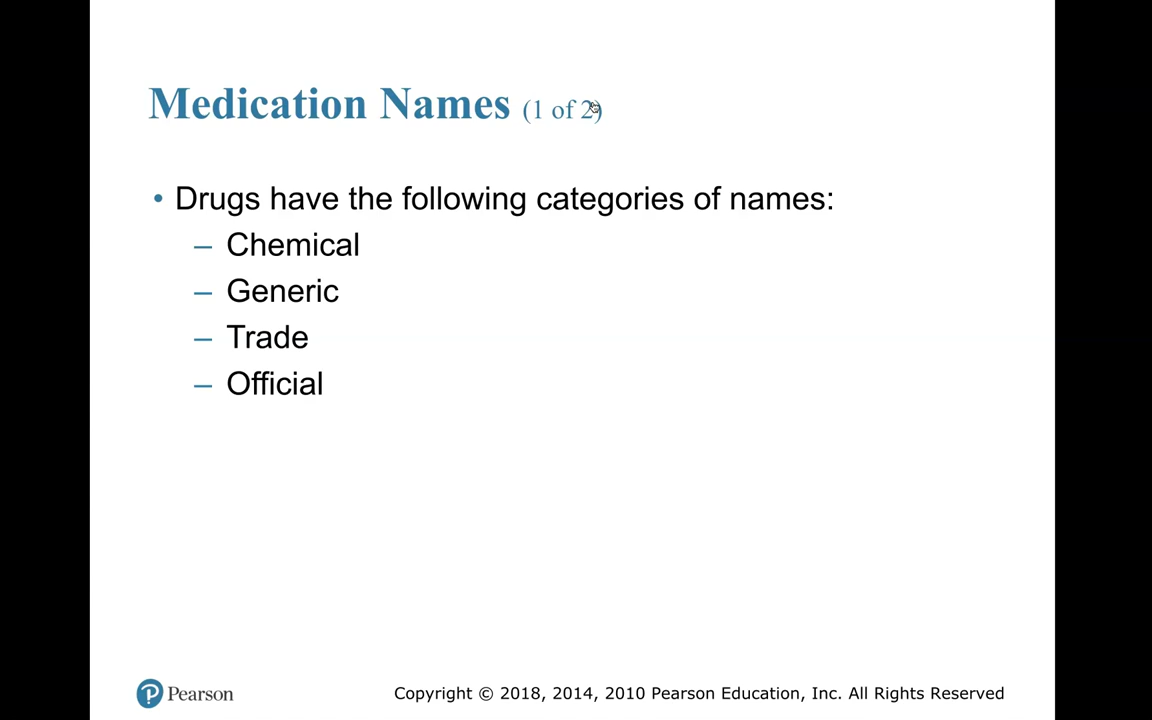 Medication Names (1 of 2)
• Drugs have the following categories of names:
– Chemical
– Generic
– Trade
– Official
Pearson
Copyright © 2018, 2014, 2010 Pearson Education, Inc. All Rights Reserved